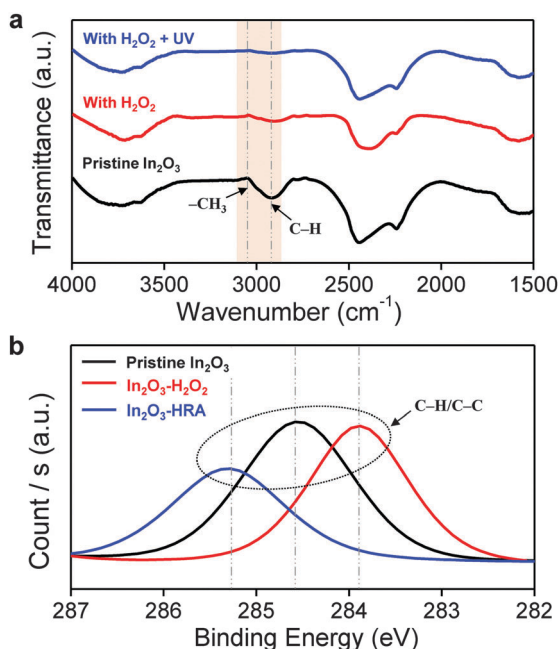 a
With H₂O₂ + UV
With H₂O₂
Pristine In₂O₃
–CH₃
C–H
Transmittance (a.u.)
4000 3500 3000 2500 2000 1500
Wavenumber (cm⁻¹)
b
Pristine In₂O₃
In₂O₃-H₂O₂
In₂O₃-HRA
C–H/C–C
Count / s (a.u.)
287 286 285 284 283 282
Binding Energy (eV)